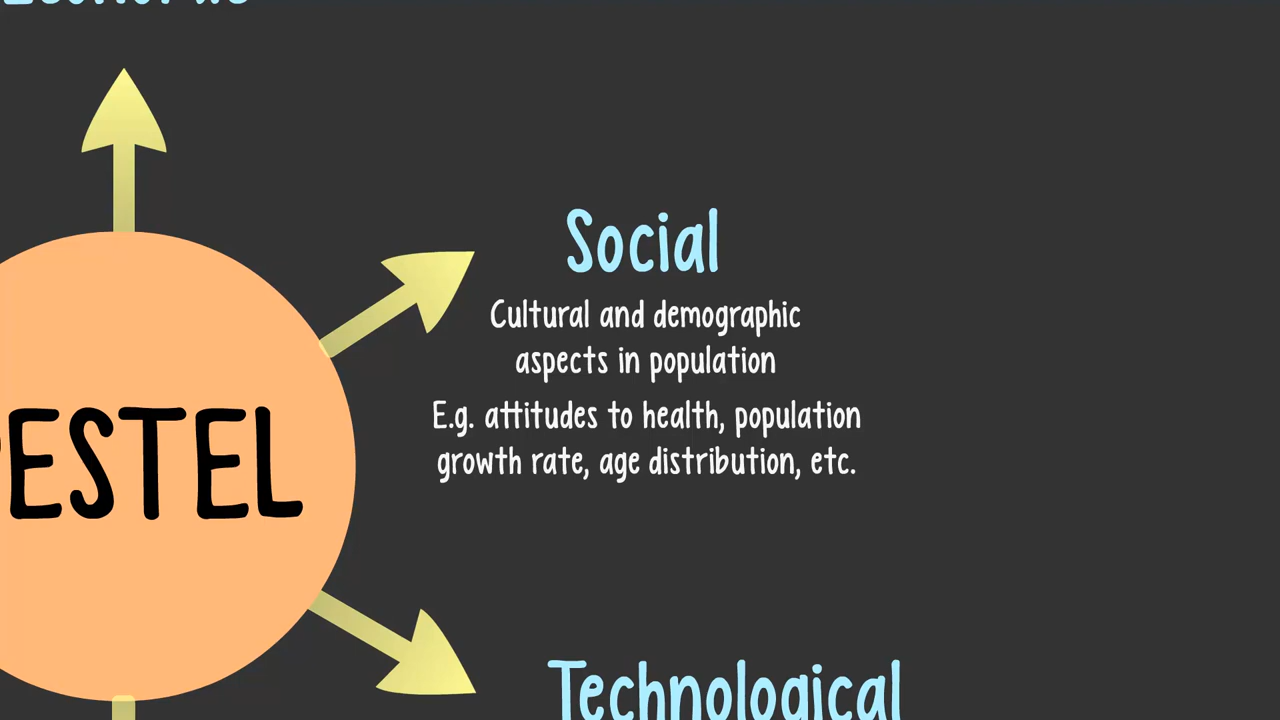 Social
Cultural and demographic
aspects in population
E.g. attitudes to health, population
growth rate, age distribution, etc.
ESTEL
Technological